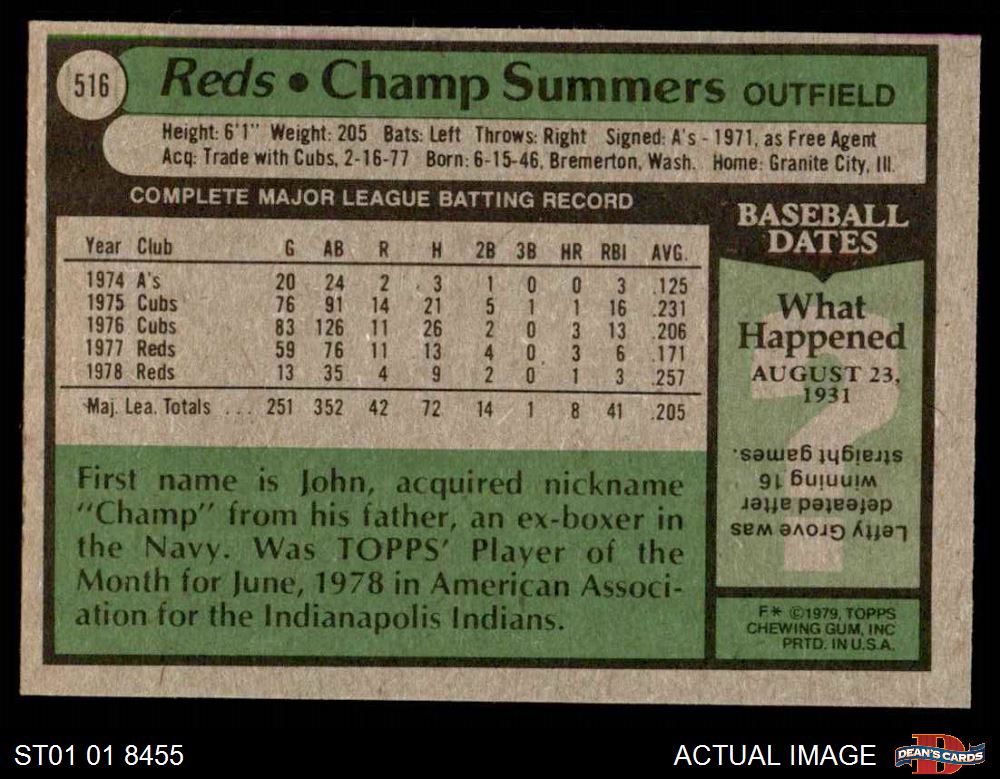 516
Reds • Champ Summers OUTFIELD
Height: 6'1" Weight: 205 Bats: Left Throws: Right Signed: A's - 1971, as Free Agent
Acq: Trade with Cubs, 2-16-77 Born: 6-15-46, Bremerton, Wash. Home: Granite City, Ill.
COMPLETE MAJOR LEAGUE BATTING RECORD
Year Club G AB R H 2B 3B HR RBI AVG.
1974 A's 20 24 2 3 1 0 0 3 .125
1975 Cubs 76 91 14 21 5 1 1 16 .231
1976 Cubs 83 126 11 26 2 0 3 13 .206
1977 Reds 59 76 11 13 4 0 3 6 .171
1978 Reds 13 35 4 9 2 0 1 3 .257
Maj. Lea. Totals ... 251 352 42 72 14 1 8 41 .205
First name is John, acquired nickname
"Champ" from his father, an ex-boxer in
the Navy. Was TOPPS' Player of the
Month for June, 1978 in American Associ-
ation for the Indianapolis Indians.
BASEBALL
DATES
What
Happened
AUGUST 23,
1931
?
Lefty Grove was
defeated after
winning 16
straight games.
F* ©1979, TOPPS
CHEWING GUM, INC
PRTD. IN U.S.A.
ST01 01 8455
ACTUAL IMAGE
D
DEAN'S CARDS